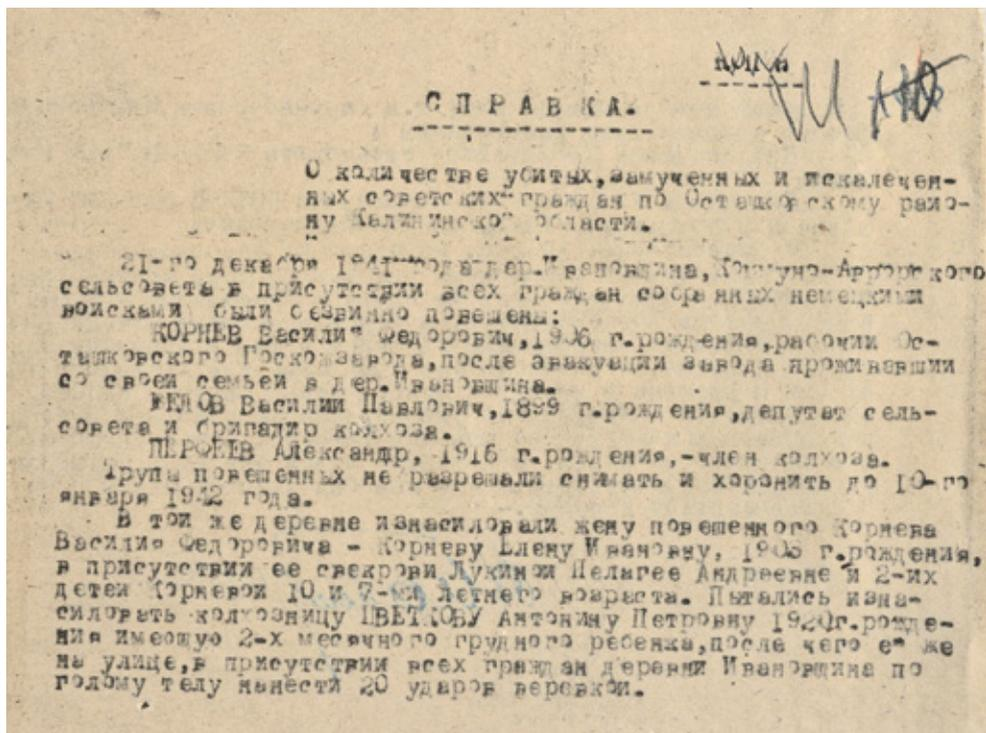 копия
СПРАВКА.
О количестве убитых,замученных и искалечен-
ных советских граждан по Осташковскому райо-
ну Калининской области.
21-го декабря 1941 года дер.Ивановщина,Коммуно-Аврорского
сельсовета в присутствии всех граждан собранных немецкими
войсками были безвинно повешены:
КОРНЕВ Василий Федорович,1906 г.рождения,рабочий Ос-
ташковского Госкожзавода,после эвакуации завода проживавший
со своей семьей в дер.Ивановщина.
Василий Павлович,1899 г.рождения,депутат сель-
совета и бригадир колхоза.
ПЕРФЕЕВ Александр, 1916 г.рождения,-член колхоза.
Трупы повешенных не разрешали снимать и хоронить до 10-го
января 1942 года.
В той же деревне изнасиловали жену повешенного Корнева
Василия Федоровича - Корневу Елену Ивановну, г.рождения,
в присутствии ее свекрови Лукиной Пелагее Андреевне и 2-их
детей Корневой 10 и 7-ми летнего возраста. Пытались изна-
силовать колхозницу ЦВЕТКОВУ Антонину Петровну 1920г.рожде-
ния имеющую 2-х месячного грудного ребенка,после чего ей же
на улице,в присутствии всех граждан деревни Ивановщина по
голому телу нанести 20 ударов веревкой.